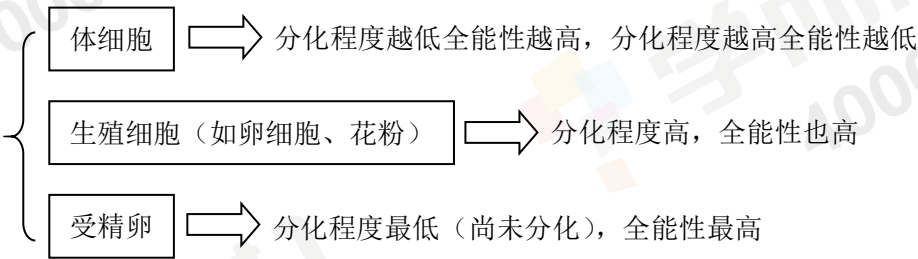 体细胞 分化程度越低全能性越高，分化程度越高全能性越低
生殖细胞（如卵细胞、花粉） 分化程度高，全能性也高
受精卵 分化程度最低（尚未分化），全能性最高